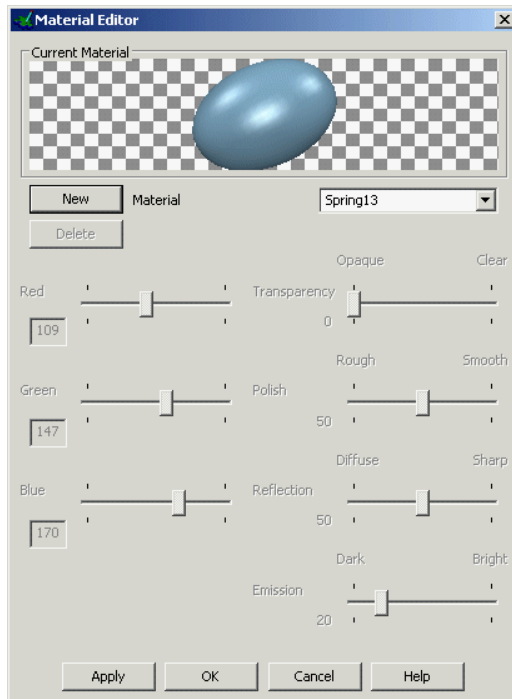 Material Editor
Current Material
New Material Spring13
Delete
Opaque Clear
Red Transparency
109 0
Rough Smooth
Green Polish
147 50
Diffuse Sharp
Blue Reflection
170 50
Dark Bright
Emission
20
Apply OK Cancel Help